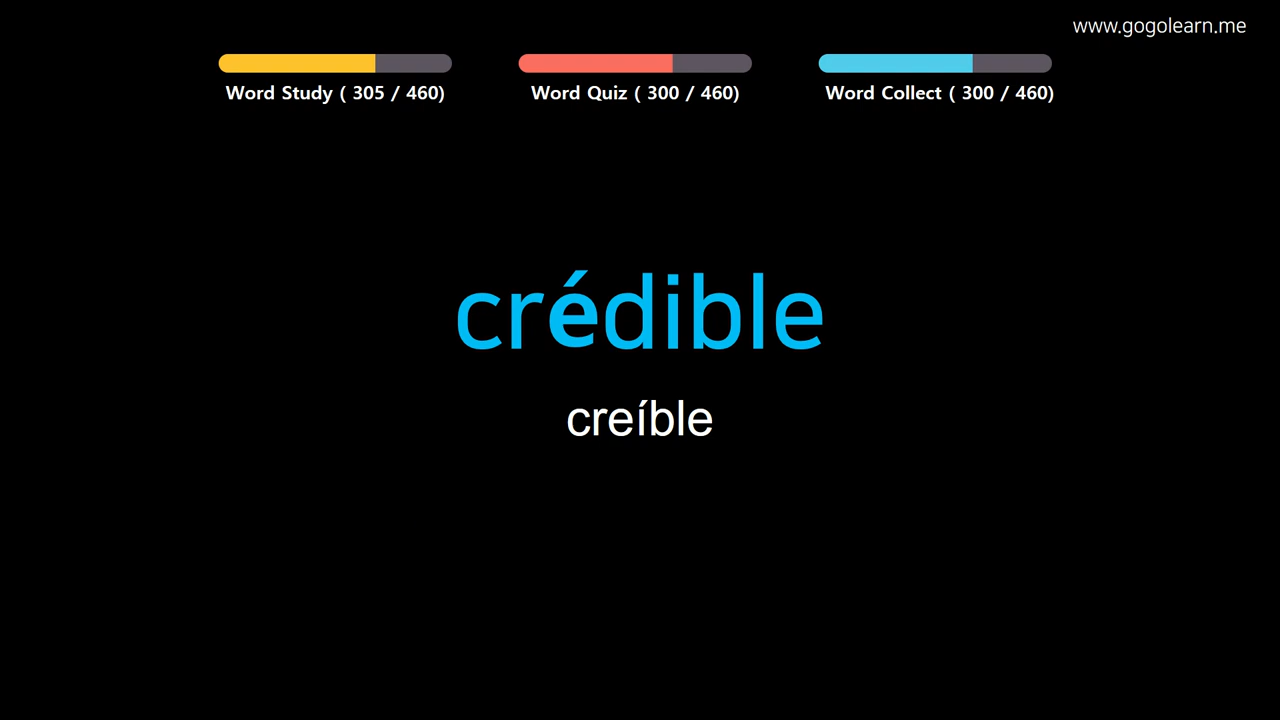 www.gogolearn.me
Word Study ( 305 / 460)
Word Quiz ( 300 / 460)
Word Collect ( 300 / 460)
crédible
creíble